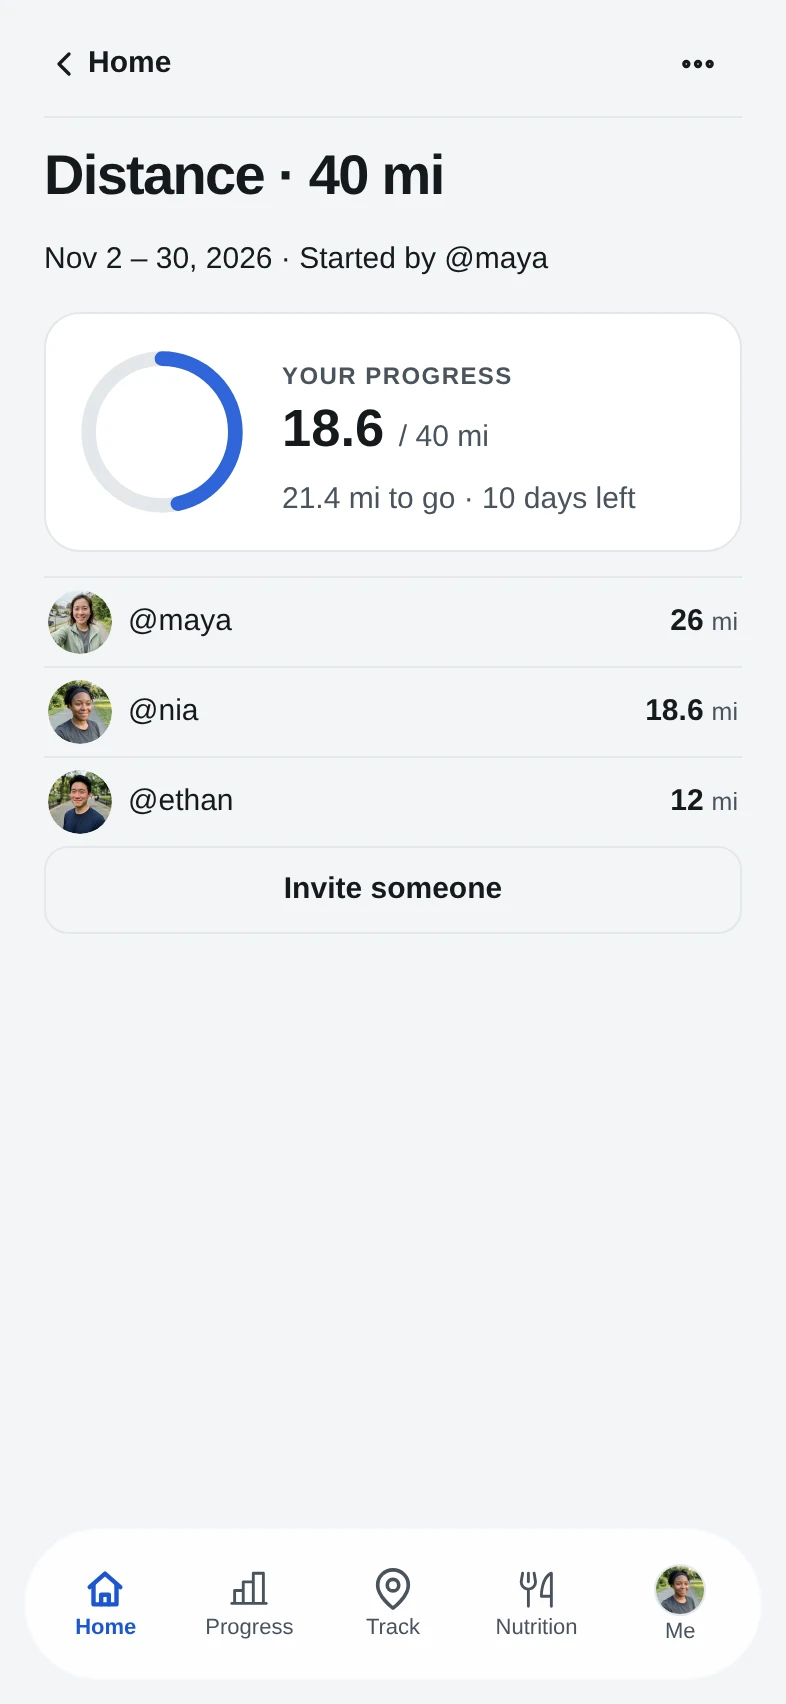 Home
Distance · 40 mi
Nov 2 – 30, 2026 · Started by @maya
YOUR PROGRESS
18.6 / 40 mi
21.4 mi to go · 10 days left
@maya 26 mi
@nia 18.6 mi
@ethan 12 mi
Invite someone
Home Progress Track Nutrition Me